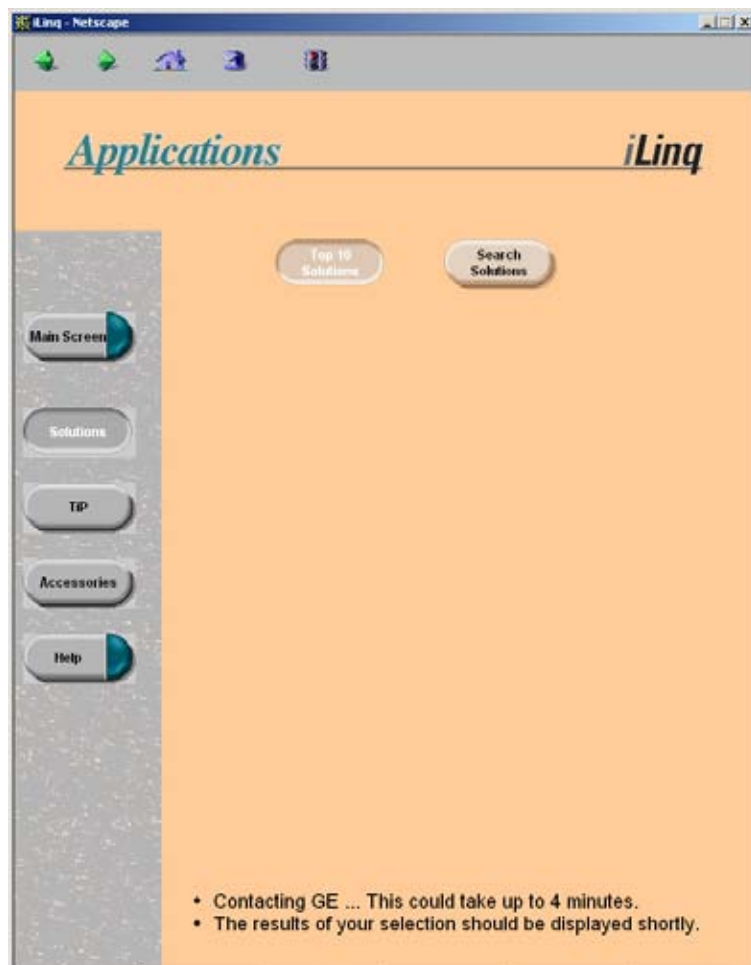 iLinq - Netscape
Applications
iLinq
Top 10
Solutions
Search
Solutions
Main Screen
Solutions
TiP
Accessories
Help
• Contacting GE ... This could take up to 4 minutes.
• The results of your selection should be displayed shortly.